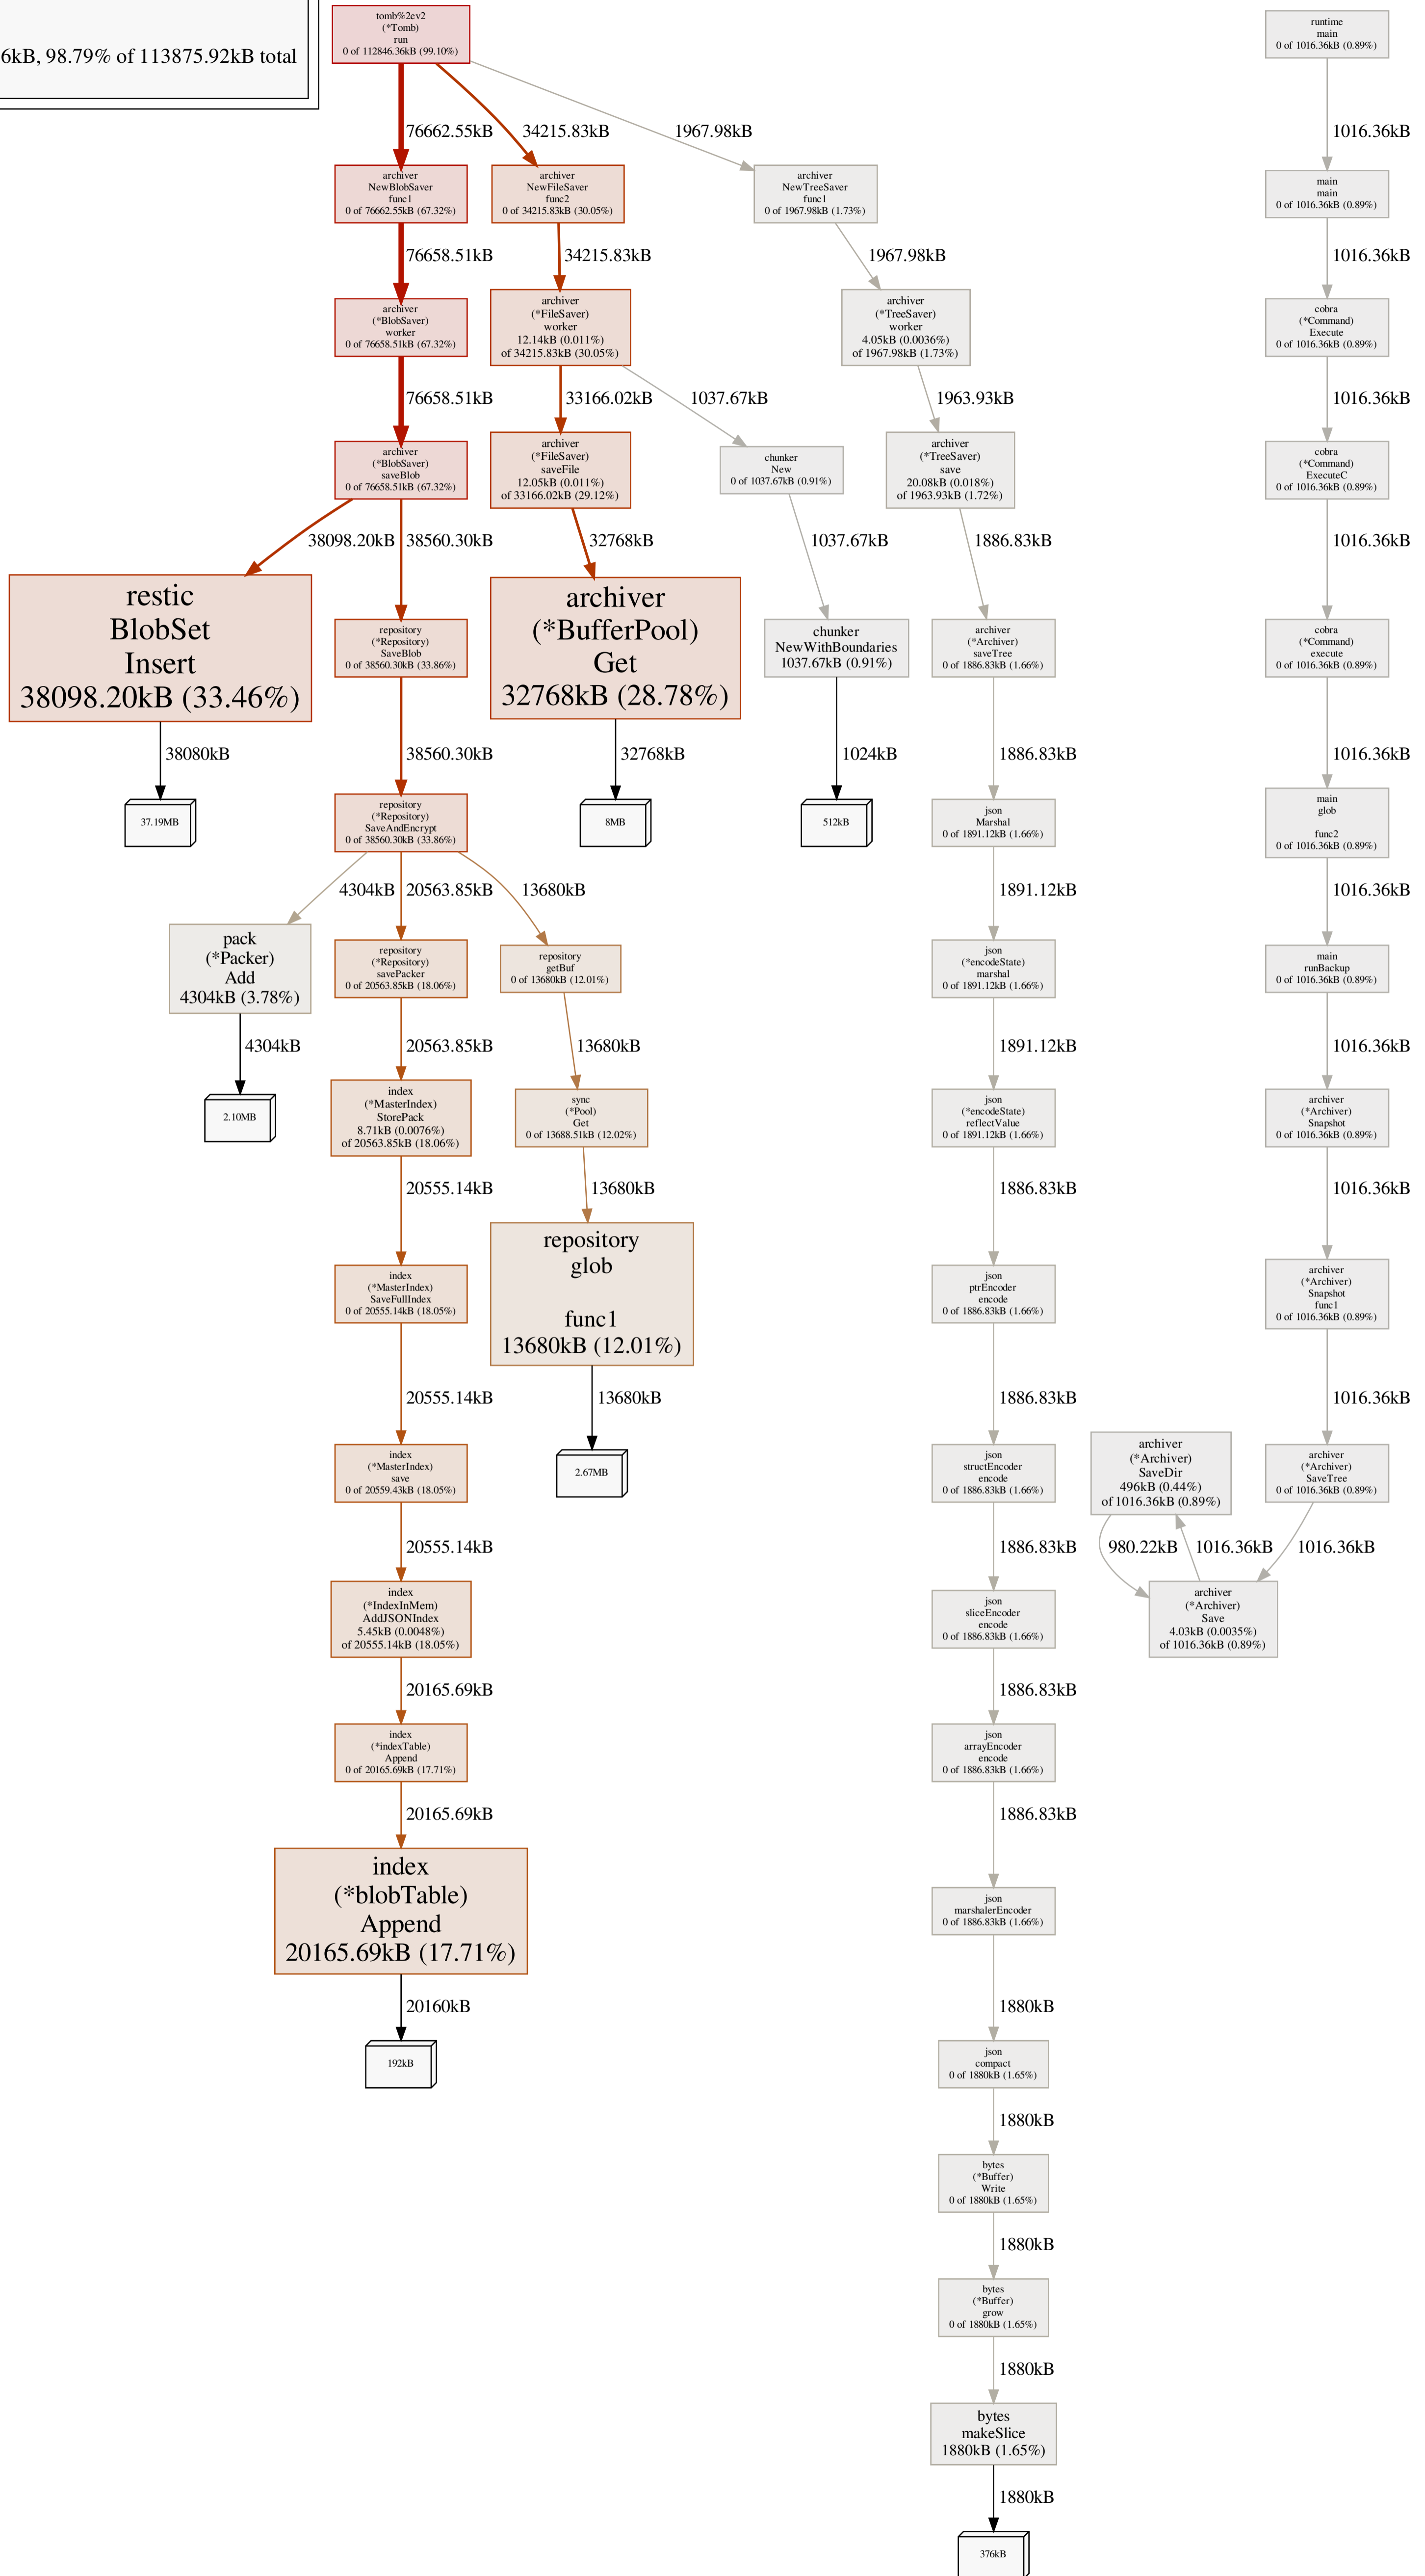 6kB, 98.79% of 113875.92kB total
tomb%2ev2
(*Tomb)
run
0 of 112846.36kB (99.10%)
runtime
main
0 of 1016.36kB (0.89%)
76662.55kB
34215.83kB
1967.98kB
1016.36kB
archiver
NewBlobSaver
func1
0 of 76662.55kB (67.32%)
archiver
NewFileSaver
func2
0 of 34215.83kB (30.05%)
archiver
NewTreeSaver
func1
0 of 1967.98kB (1.73%)
main
main
0 of 1016.36kB (0.89%)
76658.51kB
34215.83kB
1967.98kB
1016.36kB
archiver
(*BlobSaver)
worker
0 of 76658.51kB (67.32%)
archiver
(*FileSaver)
worker
12.14kB (0.011%)
of 34215.83kB (30.05%)
archiver
(*TreeSaver)
worker
4.05kB (0.0036%)
of 1967.98kB (1.73%)
cobra
(*Command)
Execute
0 of 1016.36kB (0.89%)
76658.51kB
33166.02kB
1037.67kB
1963.93kB
1016.36kB
archiver
(*BlobSaver)
saveBlob
0 of 76658.51kB (67.32%)
archiver
(*FileSaver)
saveFile
12.05kB (0.011%)
of 33166.02kB (29.12%)
chunker
New
0 of 1037.67kB (0.91%)
archiver
(*TreeSaver)
save
20.08kB (0.018%)
of 1963.93kB (1.72%)
cobra
(*Command)
ExecuteC
0 of 1016.36kB (0.89%)
38098.20kB
38560.30kB
32768kB
1037.67kB
1886.83kB
1016.36kB
restic
BlobSet
Insert
38098.20kB (33.46%)
repository
(*Repository)
SaveBlob
0 of 38560.30kB (33.86%)
archiver
(*BufferPool)
Get
32768kB (28.78%)
chunker
NewWithBoundaries
1037.67kB (0.91%)
archiver
(*Archiver)
saveTree
0 of 1886.83kB (1.66%)
cobra
(*Command)
execute
0 of 1016.36kB (0.89%)
38080kB
38560.30kB
32768kB
1024kB
1886.83kB
1016.36kB
37.19MB
repository
(*Repository)
SaveAndEncrypt
0 of 38560.30kB (33.86%)
8MB
512kB
json
Marshal
0 of 1891.12kB (1.66%)
main
glob
func2
0 of 1016.36kB (0.89%)
4304kB
20563.85kB
13680kB
1891.12kB
1016.36kB
pack
(*Packer)
Add
4304kB (3.78%)
repository
(*Repository)
savePacker
0 of 20563.85kB (18.06%)
repository
getBuf
0 of 13680kB (12.01%)
json
(*encodeState)
marshal
0 of 1891.12kB (1.66%)
main
runBackup
0 of 1016.36kB (0.89%)
4304kB
20563.85kB
13680kB
1891.12kB
1016.36kB
2.10MB
index
(*MasterIndex)
StorePack
8.71kB (0.0076%)
of 20563.85kB (18.06%)
sync
(*Pool)
Get
0 of 13688.51kB (12.02%)
json
(*encodeState)
reflectValue
0 of 1891.12kB (1.66%)
archiver
(*Archiver)
Snapshot
0 of 1016.36kB (0.89%)
20555.14kB
13680kB
1886.83kB
1016.36kB
index
(*MasterIndex)
SaveFullIndex
0 of 20555.14kB (18.05%)
repository
glob
func1
13680kB (12.01%)
json
ptrEncoder
encode
0 of 1886.83kB (1.66%)
archiver
(*Archiver)
Snapshot
func1
0 of 1016.36kB (0.89%)
20555.14kB
13680kB
1886.83kB
1016.36kB
index
(*MasterIndex)
save
0 of 20559.43kB (18.05%)
2.67MB
json
structEncoder
encode
0 of 1886.83kB (1.66%)
archiver
(*Archiver)
SaveDir
496kB (0.44%)
of 1016.36kB (0.89%)
archiver
(*Archiver)
SaveTree
0 of 1016.36kB (0.89%)
20555.14kB
1886.83kB
980.22kB
1016.36kB
1016.36kB
index
(*IndexInMem)
AddJSONIndex
5.45kB (0.0048%)
of 20555.14kB (18.05%)
json
sliceEncoder
encode
0 of 1886.83kB (1.66%)
archiver
(*Archiver)
Save
4.03kB (0.0035%)
of 1016.36kB (0.89%)
20165.69kB
1886.83kB
index
(*indexTable)
Append
0 of 20165.69kB (17.71%)
json
arrayEncoder
encode
0 of 1886.83kB (1.66%)
20165.69kB
1886.83kB
index
(*blobTable)
Append
20165.69kB (17.71%)
json
marshalerEncoder
0 of 1886.83kB (1.66%)
20160kB
1880kB
192kB
json
compact
0 of 1880kB (1.65%)
1880kB
bytes
(*Buffer)
Write
0 of 1880kB (1.65%)
1880kB
bytes
(*Buffer)
grow
0 of 1880kB (1.65%)
1880kB
bytes
makeSlice
1880kB (1.65%)
1880kB
376kB